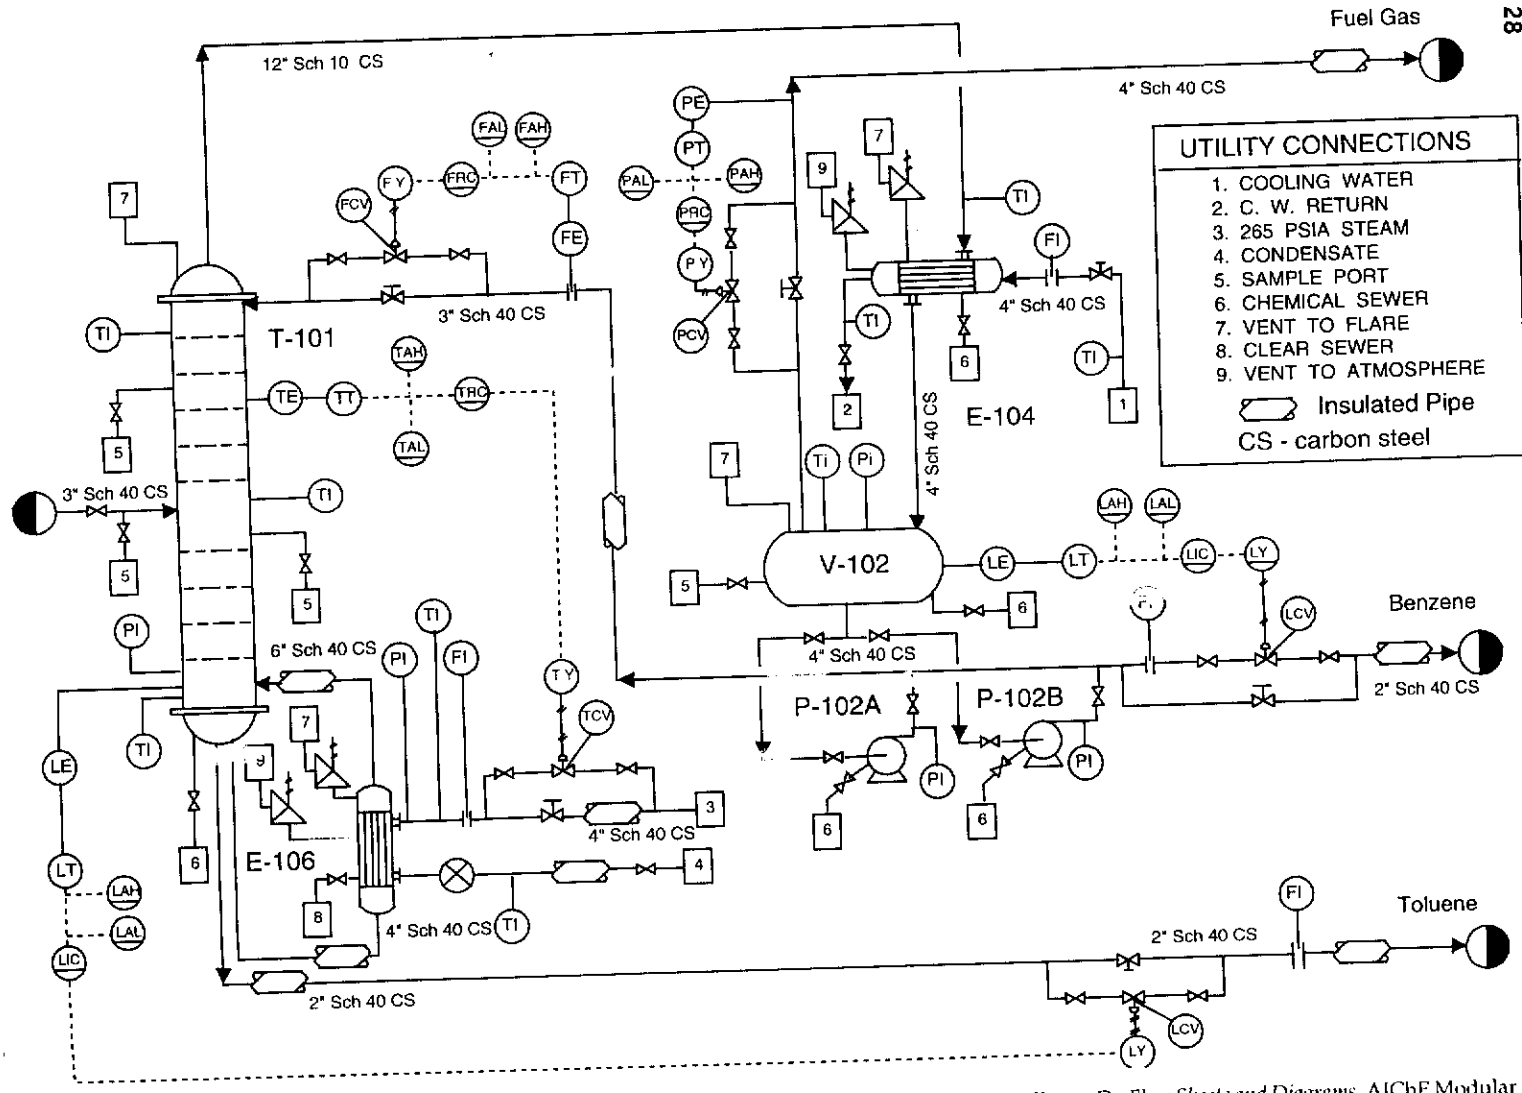 28
Fuel Gas
12" Sch 10 CS
4" Sch 40 CS
PE
FAL
FAH
PT
7
UTILITY CONNECTIONS
1. COOLING WATER
2. C. W. RETURN
3. 265 PSIA STEAM
4. CONDENSATE
5. SAMPLE PORT
6. CHEMICAL SEWER
7. VENT TO FLARE
8. CLEAR SEWER
9. VENT TO ATMOSPHERE
Insulated Pipe
CS - carbon steel
9
PAL
PAH
FY
FRC
FT
7
FCV
TI
PRC
FE
FI
PY
4" Sch 40 CS
3" Sch 40 CS
T-101
TI
TI
PCV
TI
6
TAH
TE
TT
TRC
2
1
E-104
TAL
5
4" Sch 40 CS
7
Ti
Pi
3" Sch 40 CS
TI
LAH
LAL
5
V-102
LE
LT
LIC
LY
5
5
6
Benzene
LCV
PI
TI
6" Sch 40 CS
PI
FI
4" Sch 40 CS
2" Sch 40 CS
TY
P-102A
P-102B
7
TCV
TI
9
LE
PI
PI
3
6
6
4" Sch 40 CS
E-106
6
LT
4
LAH
8
TI
4" Sch 40 CS
FI
Toluene
LAL
2" Sch 40 CS
LIC
2" Sch 40 CS
LCV
LY
Sheets and Diagrams, AIChE Modular